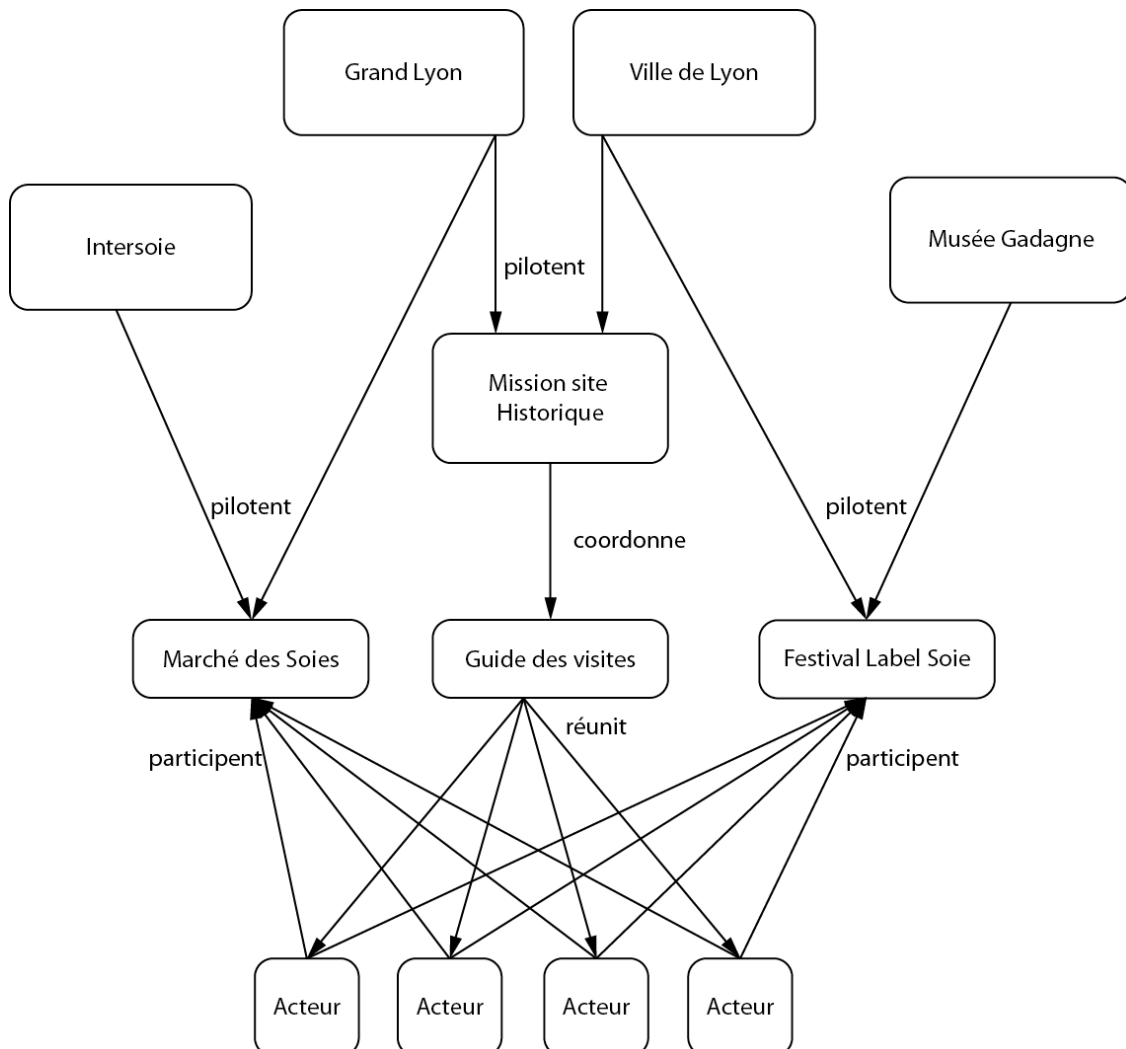 Grand Lyon
Ville de Lyon
Intersoie
Musée Gadagne
pilotent
Mission site
Historique
pilotent
pilotent
coordonne
Marché des Soies
Guide des visites
Festival Label Soie
participent
réunit
participent
Acteur
Acteur
Acteur
Acteur